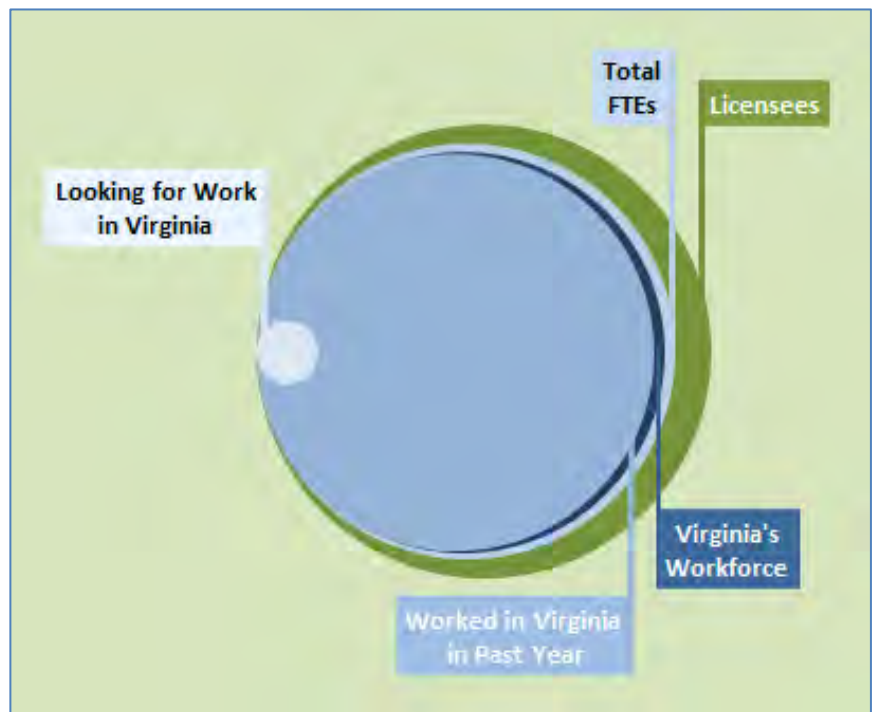 Total
FTEs
Licensees
Looking for Work
in Virginia
Virginia's
Workforce
Worked in Virginia
in Past Year